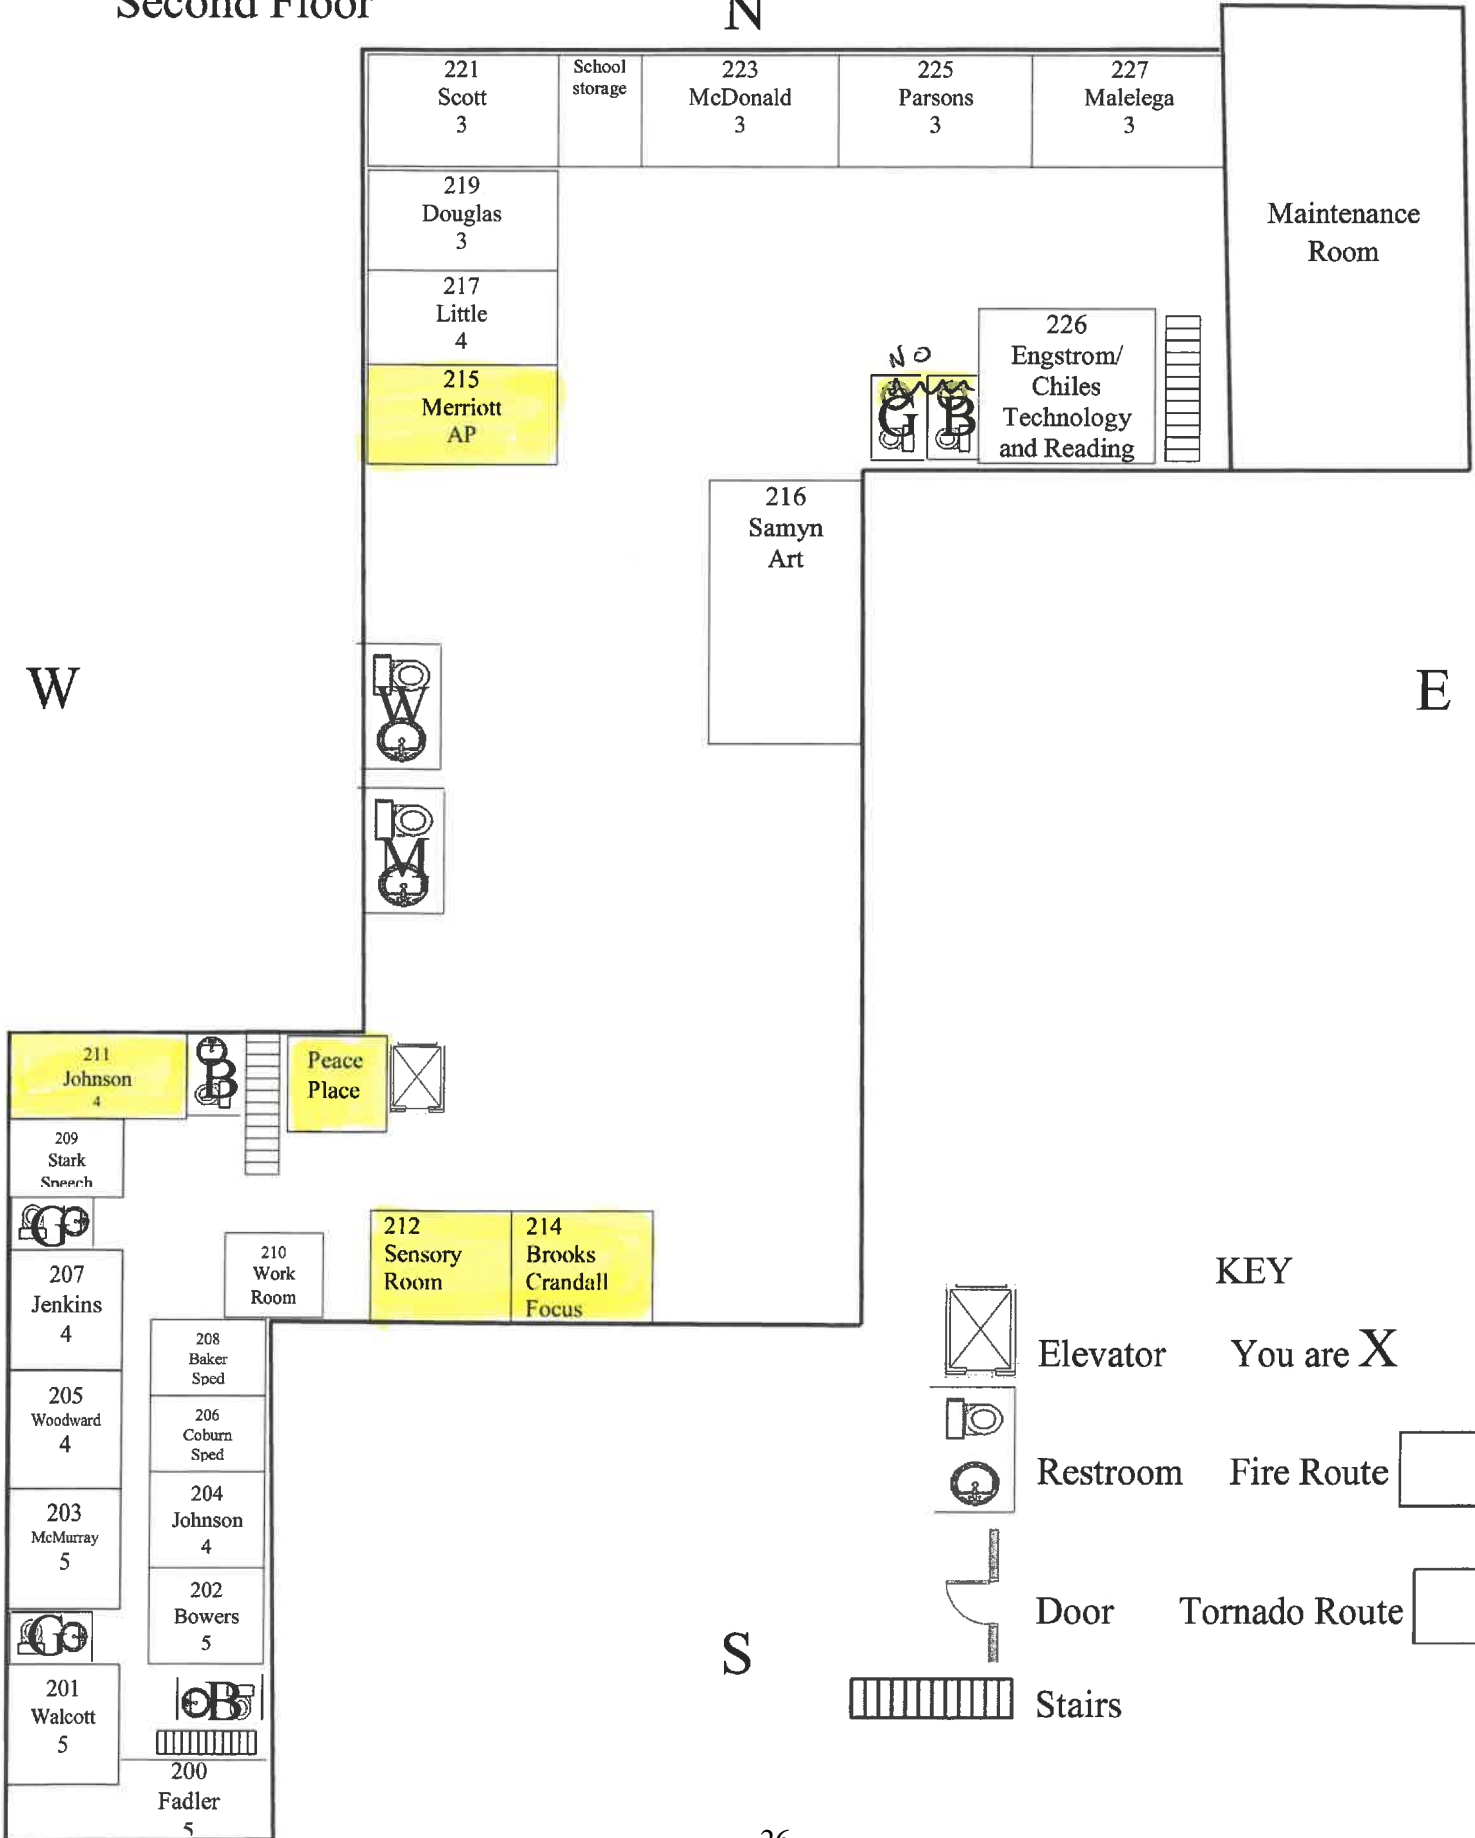 Second Floor
N
221
Scott
3
School
storage
223
McDonald
3
225
Parsons
3
227
Malelega
3
219
Douglas
3
Maintenance
Room
217
Little
4
226
Engstrom/
Chiles
Technology
and Reading
NO
G B
215
Merriott
AP
216
Samyn
Art
W
E
W
M
211
Johnson
4
B
Peace
Place
209
Stark
Speech
G
212
Sensory
Room
214
Brooks
Crandall
Focus
210
Work
Room
207
Jenkins
4
208
Baker
Sped
205
Woodward
4
206
Coburn
Sped
203
McMurray
5
204
Johnson
4
202
Bowers
5
G
201
Walcott
5
B
200
Fadler
5
KEY
Elevator You are X
Restroom Fire Route
Door Tornado Route
Stairs
S
26